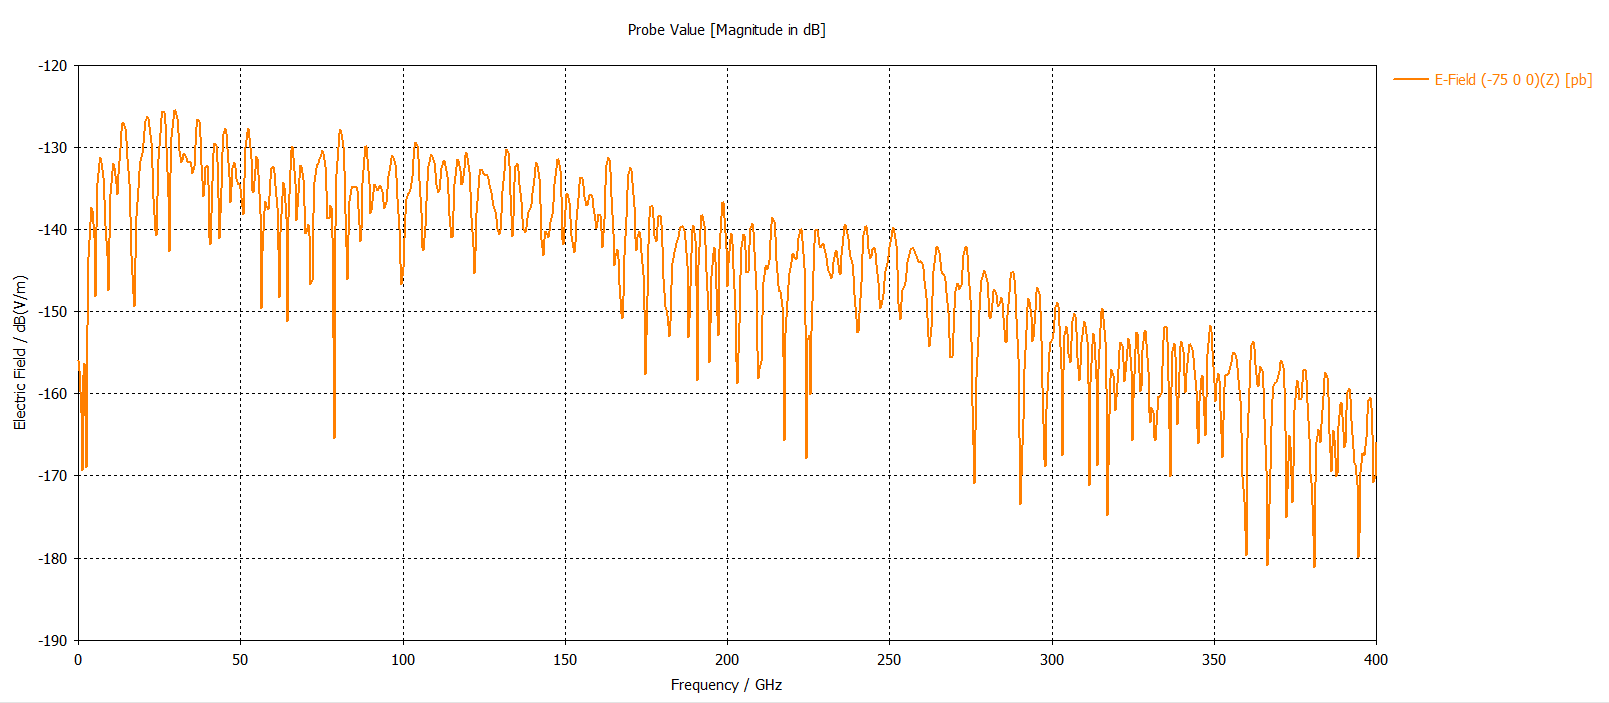 Probe Value [Magnitude in dB]
E-Field (-75 0 0)(Z) [pb]
Electric Field / dB(V/m)
-120
-130
-140
-150
-160
-170
-180
-190
0 50 100 150 200 250 300 350 400
Frequency / GHz